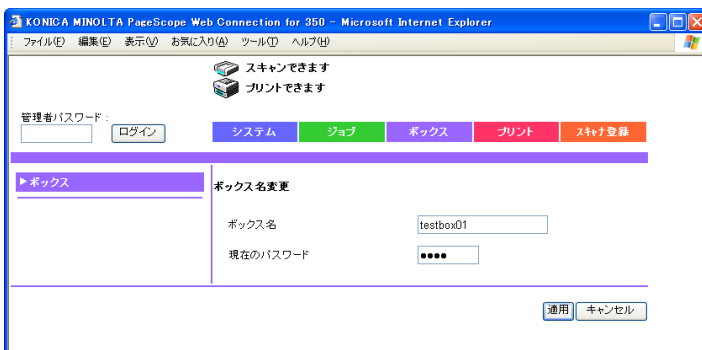 KONICA MINOLTA PageScope Web Connection for 350 - Microsoft Internet Explorer
ファイル(F) 編集(E) 表示(V) お気に入り(A) ツール(T) ヘルプ(H)
スキャンできます
プリントできます
管理者パスワード:
ログイン
システム ジョブ ボックス プリント スキャナ登録
▶ボックス
ボックス名変更
ボックス名 testbox01
現在のパスワード ●●●●
適用 キャンセル